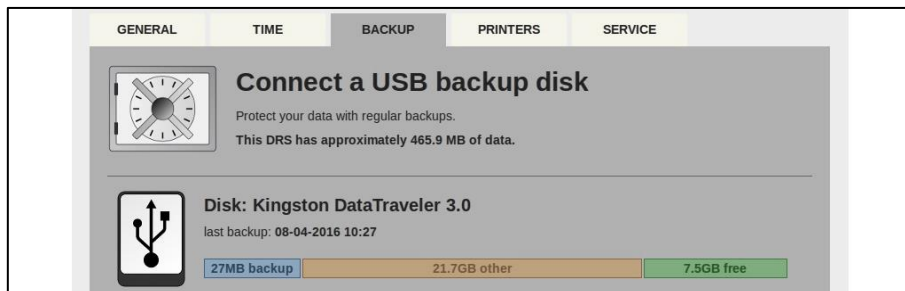 GENERAL TIME BACKUP PRINTERS SERVICE
Connect a USB backup disk
Protect your data with regular backups.
This DRS has approximately 465.9 MB of data.
Disk: Kingston DataTraveler 3.0
last backup: 08-04-2016 10:27
27MB backup 21.7GB other 7.5GB free